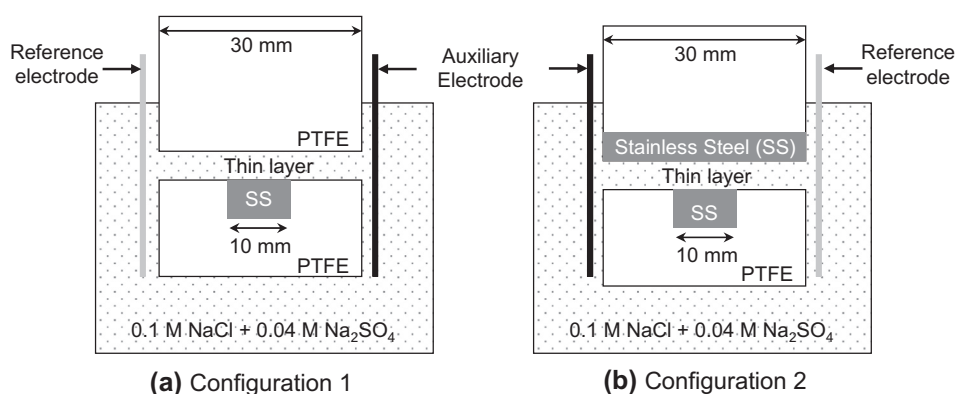 Reference
electrode
30 mm
Auxiliary
Electrode
PTFE
Thin layer
SS
10 mm
PTFE
0.1 M NaCl + 0.04 M Na₂SO₄
(a) Configuration 1
30 mm
Reference
electrode
Stainless Steel (SS)
Thin layer
SS
10 mm
PTFE
0.1 M NaCl + 0.04 M Na₂SO₄
(b) Configuration 2